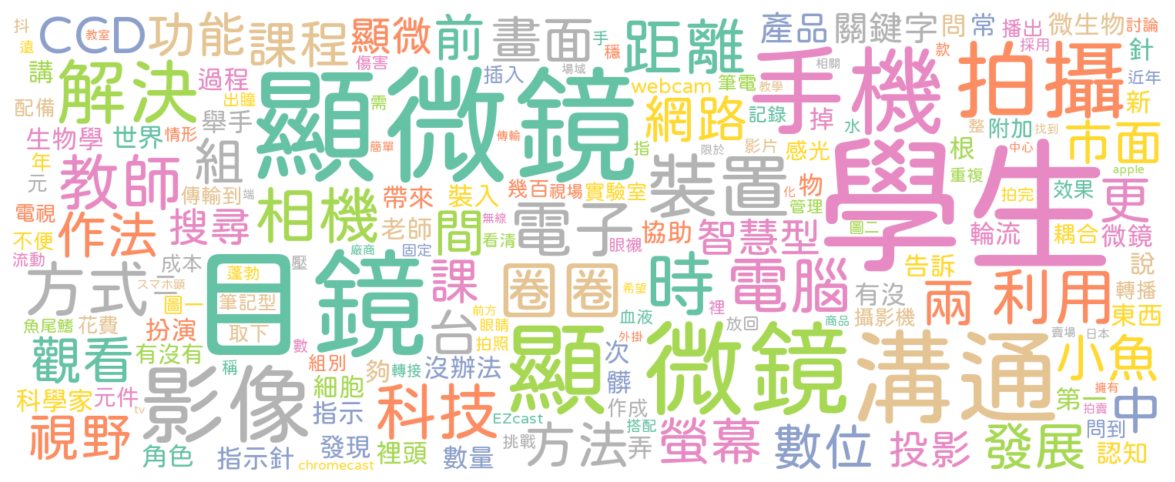 抖
教室
CCD
功能
課程
顯微
前
畫面
手
穩
距離
產品
關鍵字
問
常
播出
微生物
討論
遠
講
解決
過程
傷害
顯微鏡
插入
場域
webcam
筆電
手機
相關
款
採用
拍攝
針
近年
配備
出瞳
需
網路
記錄
掉
新
生物學
世界
情形
舉手
簡單
傳輸
指
限於
影片
感光
水
整
附加
找到
市面
年
元
教師
組
傳輸到
端
相機
帶來
裝入
幾百
視場
實驗室
裝置
教學
化
物
管理
學生
根
重複
中心
apple
電視
作法
搜尋
老師
間
無線
看清
電子
眼襯
協助
智慧型
圖二
拍完
效果
更
不便
流動
成本
壓
廠商
固定
輪流
耦合
微鏡
方式
スマホ顕
二
蓬勃
目鏡
課
圈圈
時
電腦
告訴
說
圖一
筆記型
前方
希望
裡
有沒
兩
利用
轉播
魚尾鰭
花費
扮演
取下
台
眼睛
血液
放回
商品
攝影機
賣場
日本
東西
觀看
有沒有
稱
數
組別
轉接
拍照
外掛
顯微鏡
溝通
小魚
科學家
元件
影像
細胞
夠
沒辦法
次
髒
擁有
第一
中
tv
指示
科技
EZcast
作成
搭配
拍賣
問到
視野
角色
指示針
發現
裡頭
數量
挑戰
方法
弄
螢幕
數位
投影
發展
認知
chromecast